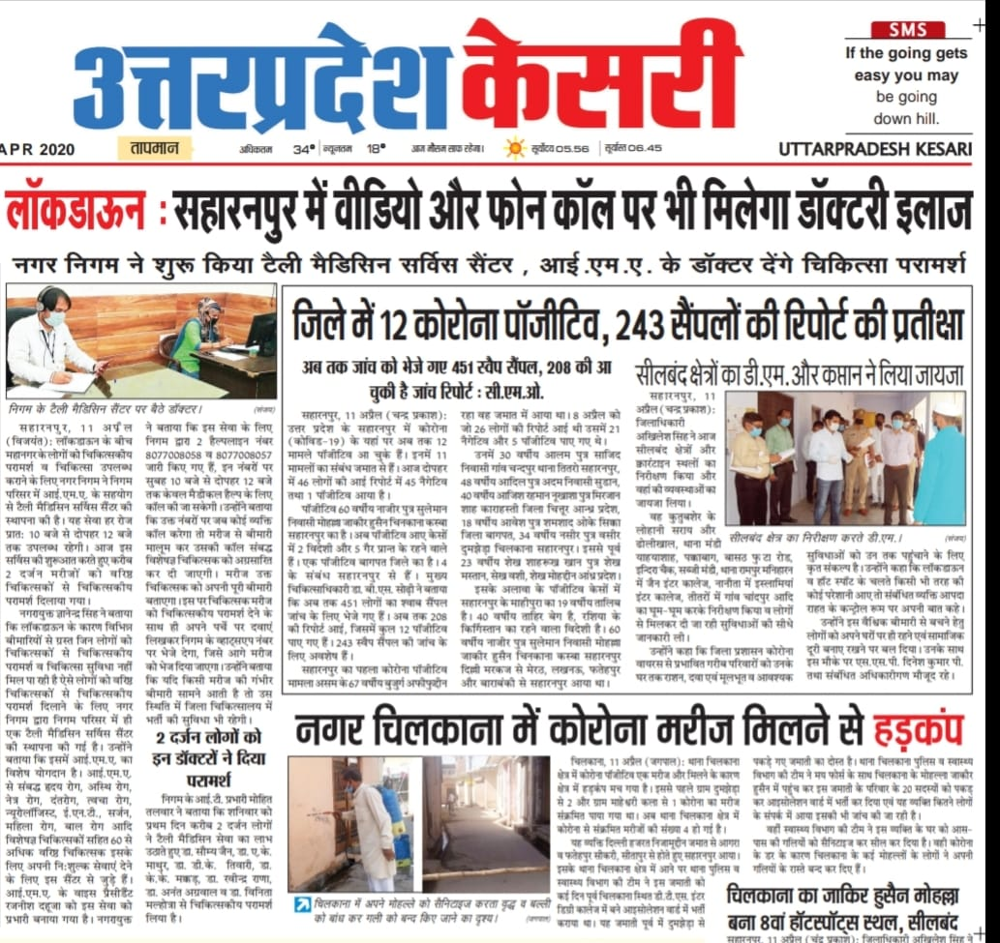 उत्तरप्रदेश केसरी
SMS
If the going gets
easy you may
be going
down hill.
APR 2020
तापमान
अधिकतम 34° न्यूनतम 18° आज मौसम साफ रहेगा। सूर्योदय 05.56 सूर्यास्त 06.45
UTTARPRADESH KESARI
लॉकडाऊन : सहारनपुर में वीडियो और फोन कॉल पर भी मिलेगा डॉक्टरी इलाज
नगर निगम ने शुरू किया टैली मैडिसिन सर्विस सैंटर , आई.एम.ए. के डॉक्टर देंगे चिकित्सा परामर्श
निगम के टैली मैडिसिन सैंटर पर बैठे डॉक्टर। (संजय)
सहारनपुर, 11 अप्रैल
(विजयंत): लॉकडाऊन के बीच
महानगर के लोगों को चिकित्सकीय
परामर्श व चिकित्सा उपलब्ध
कराने के लिए नगर निगम ने निगम
परिसर में आई.एम.ए. के सहयोग
से टैली मैडिसिन सर्विस सैंटर की
स्थापना की है। यह सेवा हर रोज
प्रात: 10 बजे से दोपहर 12 बजे
तक उपलब्ध रहेगी। आज इस
सर्विस की शुरूआत करते हुए करीब
2 दर्जन मरीजों को वरिष्ठ
चिकित्सकों से चिकित्सकीय
परामर्श दिलाया गया।
नगरायुक्त ज्ञानेन्द्र सिंह ने बताया
कि लॉकडाऊन के कारण विभिन्न
बीमारियों से ग्रस्त जिन लोगों को
चिकित्सकों से चिकित्सकीय
परामर्श व चिकित्सा सुविधा नहीं
मिल पा रही है ऐसे लोगों को वरिष्ठ
चिकित्सकों से चिकित्सकीय
परामर्श दिलाने के लिए नगर
निगम द्वारा निगम परिसर में ही
एक टैली मैडिसिन सर्विस सैंटर
की स्थापना की गई है। उन्होंने
बताया कि इसमें आई.एम.ए. का
विशेष योगदान है। आई.एम.ए.
से संबद्ध हृदय रोग, अस्थि रोग,
नेत्र रोग, दंतरोग, त्वचा रोग,
न्यूरोलॉजिस्ट, ई.एन.टी., सर्जन,
महिला रोग, बाल रोग आदि
विशेषज्ञ चिकित्सकों सहित 60 से
अधिक वरिष्ठ चिकित्सक इसके
लिए अपनी नि:शुल्क सेवाएं देने
के लिए इस सैंटर से जुड़े हैं।
आई.एम.ए. के वाइस प्रैसीडैंट
रजनीश दहूजा को इस सेवा को
प्रभारी बनाया गया है। नगरायुक्त
ने बताया कि इस सेवा के लिए
निगम द्वारा 2 हैल्पलाइन नंबर
8077008058 व 8077008057
जारी किए गए हैं, इन नंबरों पर
सुबह 10 बजे से दोपहर 12 बजे
तक केवल मैडीकल हैल्प के लिए
कॉल की जा सकेगी। उन्होंने बताया
कि उक्त नंबरों पर जब कोई व्यक्ति
कॉल करेगा तो मरीज से बीमारी
मालूम कर उसकी कॉल संबद्ध
विशेषज्ञ चिकित्सक को अग्रसारित
कर दी जाएगी। मरीज उक्त
चिकित्सक को अपनी पूरी बीमारी
बताएगा। इस पर चिकित्सक मरीज
को चिकित्सकीय परामर्श देने के
साथ ही अपने पर्चे पर दवाएं
लिखकर निगम के व्हाट्सएप नंबर
पर भेजे देगा, जिसे आगे मरीज
को भेज दिया जाएगा। उन्होंने बताया
कि यदि किसी मरीज की गंभीर
बीमारी सामने आती है तो उस
स्थिति में जिला चिकित्सालय में
भर्ती की सुविधा भी रहेगी।
2 दर्जन लोगों को
इन डॉक्टरों ने दिया
परामर्श
निगम के आई.टी. प्रभारी मोहित
तलवार ने बताया कि शनिवार को
प्रथम दिन करीब 2 दर्जन लोगों
ने टैली मैडिसिन सेवा का लाभ
उठाते हुए डा. सौम्य जैन, डा. ए.के.
माथुर, डा. डी.के. तिवारी, डा.
के.के. मक्कड़, डा. रवीन्द्र राणा,
डा. अनंत अग्रवाल व डा. विनिता
मल्होत्रा से चिकित्सकीय परामर्श
लिया है।
जिले में 12 कोरोना पॉजीटिव, 243 सैंपलों की रिपोर्ट की प्रतीक्षा
अब तक जांच को भेजे गए 451 स्वैप सैंपल, 208 की आ
चुकी है जांच रिपोर्ट : सी.एम.ओ.
सहारनपुर, 11 अप्रैल (चन्द्र प्रकाश):
उत्तर प्रदेश के सहारनपुर में कोरोना
(कोविड-19) के यहां पर अब तक 12
मामले पॉजीटिव आ चुके हैं। इनमें 11
मामलों का संबंध जमात से हैं। आज दोपहर
में 46 लोगों की आई रिपोर्ट में 45 नैगेटिव
तथा 1 पॉजीटिव आया है।
पॉजीटिव 60 वर्षीय नाजीर पुत्र सुलेमान
निवासी मोहल्ला जाकीर हुसैन चिनकाना कस्बा
सहारनपुर का है। अब पॉजीटिव आए केसों
में 2 विदेशी और 5 गैर प्रान्त के रहने वाले
हैं। एक पॉजीटिव बागपत जिले का है। 4
के संबंध सहारनपुर से हैं। मुख्य
चिकित्साधिकारी डा. बी.एस. सोढ़ी ने बताया
कि अब तक 451 लोगों का श्वाब सैंपल
जांच के लिए भेजे गए हैं। अब तक 208
की रिपोर्ट आई, जिसमें कुल 12 पॉजीटिव
पाए गए हैं। 243 स्वैप सैंपल की जांच के
लिए अवशेष हैं।
सहारनपुर का पहला कोरोना पॉजीटिव
मामला असम के 67 वर्षीय बुजुर्ग अफीफुद्दीन
रहा वह जमात में आया था। 8 अप्रैल को
जो 26 लोगों की रिपोर्ट आई थी उसमें 21
नैगेटिव और 5 पॉजीटिव पाए गए थे।
उनमें 30 वर्षीय आलम पुत्र साजिद
निवासी गांव चन्दपुर थाना तितरो सहारनपुर,
48 वर्षीय आदिल पुत्र अदम निवासी सुडान,
40 वर्षीय आजिश रहमान नूखाशा पुत्र मिरजान
शाह काराहस्ती जिला चित्तूर आन्ध्र प्रदेश,
18 वर्षीय आवेश पुत्र शमशाद ओके सिका
जिला बागपत, 34 वर्षीय नसीर पुत्र वसीर
दुमझेड़ा चिलकाना सहारनपुर। इससे पूर्व
23 वर्षीय शेख शाहरूख खान पुत्र शेख
मस्तान, सेख वशी, शेख मोहद्दीन आंध्र प्रदेश।
इसके अलावा के पॉजीटिव केसों में
सहारनपुर के माहीपुरा का 19 वर्षीय तालिब
है। 40 वर्षीय ताहिर बेग है, रशिया के
किर्गिस्तान का रहने वाला विदेशी है। 60
वर्षीय नाजीर पुत्र सुलेमान निवासी मोहल्ला
जाकीर हुसैन चिनकाना कस्बा सहारनपुर
दिल्ली मरकज से मेरठ, लखनऊ, फतेहपुर
और बाराबंकी से सहारनपुर आया था।
सीलबंद क्षेत्रों का डी.एम. और कप्तान ने लिया जायजा
सहारनपुर, 11
अप्रैल (चन्द्र प्रकाश):
जिलाधिकारी
अखिलेश सिंह ने आज
सीलबंद क्षेत्रों और
क्वारंटाइन स्थलों का
निरीक्षण किया और
वहां की व्यवस्थाओं का
जायजा लिया।
वह कुतुबशेर के
लोहानी सराय और
ढोलीखाल, थाना मंडी
याहयाशाह, पक्काबाग, बासठ फुटा रोड,
इन्दिरा चैक, सब्जी मंडी, थाना रामपुर मनिहारन
में जैन इंटर कालेज, नानौता में इस्लामियां
इंटर कालेज, तीतरों में गांव चांदपुर आदि
का घूम-घूम करके निरीक्षण किया व लोगों
से मिलकर दी जा रही सुविधाओं की सीधे
जानकारी ली।
उन्होंने कहा कि जिला प्रशासन कोरोना
वायरस से प्रभावित गरीब परिवारों को उनके
घर तक राशन, दवा एवं मूलभूत व आवश्यक
सीलबंद क्षेत्र का निरीक्षण करते डी.एम.। (संजय)
सुविधाओं को उन तक पहुंचाने के लिए
कृत संकल्प है। उन्होंने कहा कि लॉकडाऊन
व हॉट स्पॉट के चलते किसी भी तरह की
कोई परेशानी आए तो संबंधित व्यक्ति आपदा
राहत के कन्ट्रोल रूम पर अपनी बात कहे।
उन्होंने इस वैश्विक बीमारी से बचने हेतु
लोगों को अपने घरों पर ही रहने एवं सामाजिक
दूरी बनाए रखने पर बल दिया। उनके साथ
इस मौके पर एस.एस.पी. दिनेश कुमार पी.
तथा संबंधित अधिकारीगण मौजूद रहे।
नगर चिलकाना में कोरोना मरीज मिलने से हड़कंप
चिलकाना में अपने मोहल्ले को सैनिटाइज करता वृद्ध व बल्ली
को बांध कर गली को बन्द किए जाने का दृश्य। (जगपाल)
चिलकाना, 11 अप्रैल (जगपाल): थाना चिलकाना
क्षेत्र में कोरोना पॉजीटिव एक मरीज और मिलने के कारण
क्षेत्र में हड़कंप मच गया है। इससे पहले ग्राम दुमझेड़ा
से 2 और ग्राम माहेश्वरी कला से 1 कोरोना का मरीज
संक्रमित पाया गया था। अब थाना चिलकाना क्षेत्र में
कोरोना से संक्रमित मरीजों की संख्या 4 हो गई है।
यह व्यक्ति दिल्ली हजरत निजामुद्दीन जमात से आगरा
व फतेहपुर सीकरी, सीतापुर से होते हुए सहारनपुर आया।
इसके थाना चिलकाना क्षेत्र में आने पर थाना पुलिस व
स्वास्थ्य विभाग की टीम ने इस जमाती को
कई दिन पूर्व चिलकाना स्थित डी.टी.एस. इंटर
डिग्री कालेज में बने आइसोलेशन वार्ड में भर्ती
कराया था। यह जमाती पूर्व में दुमझेड़ा से
पकड़े गए जमाती का दोस्त है। थाना चिलकाना पुलिस व स्वास्थ्य
विभाग की टीम ने मय फोर्स के साथ चिलकाना के मोहल्ला जाकीर
हुसैन में पहुंच कर इस जमाती के परिवार के 20 सदस्यों को पकड़
कर आइसोलेशन वार्ड में भर्ती कर दिया एवं यह व्यक्ति कितने लोगों
के संपर्क में आया इसकी भी जांच की जा रही है।
वहीं स्वास्थ्य विभाग की टीम ने इस व्यक्ति के घर को आस-
पास की गलियों को सैनिटाइज कर सील कर दिया है। वही कोरोना
के डर के कारण चिलकाना के कई मोहल्लों के लोगों ने अपनी
गलियों के रास्ते बन्द कर दिए हैं।
चिलकाना का जाकिर हुसैन मोहल्ला
बना 8वां हॉटस्पॉट्स स्थल, सीलबंद
सहारनपुर, 11 अप्रैल (चंद्र प्रकाश): जिलाधिकारी अखिलेश सिंह ने